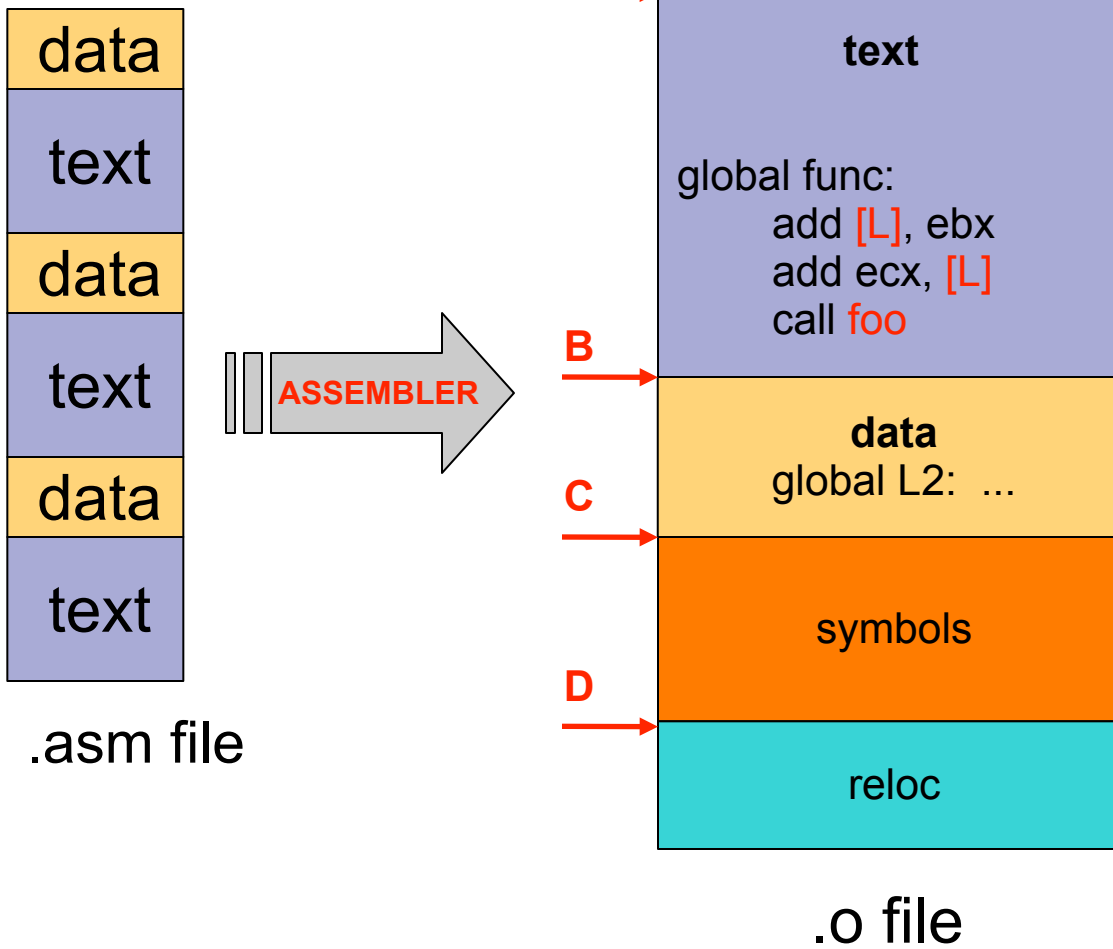 data
text
data
text
data
text
.asm file
ASSEMBLER
text
global func:
add [L], ebx
add ecx, [L]
call foo
B
data
global L2: ...
C
symbols
D
reloc
.o file